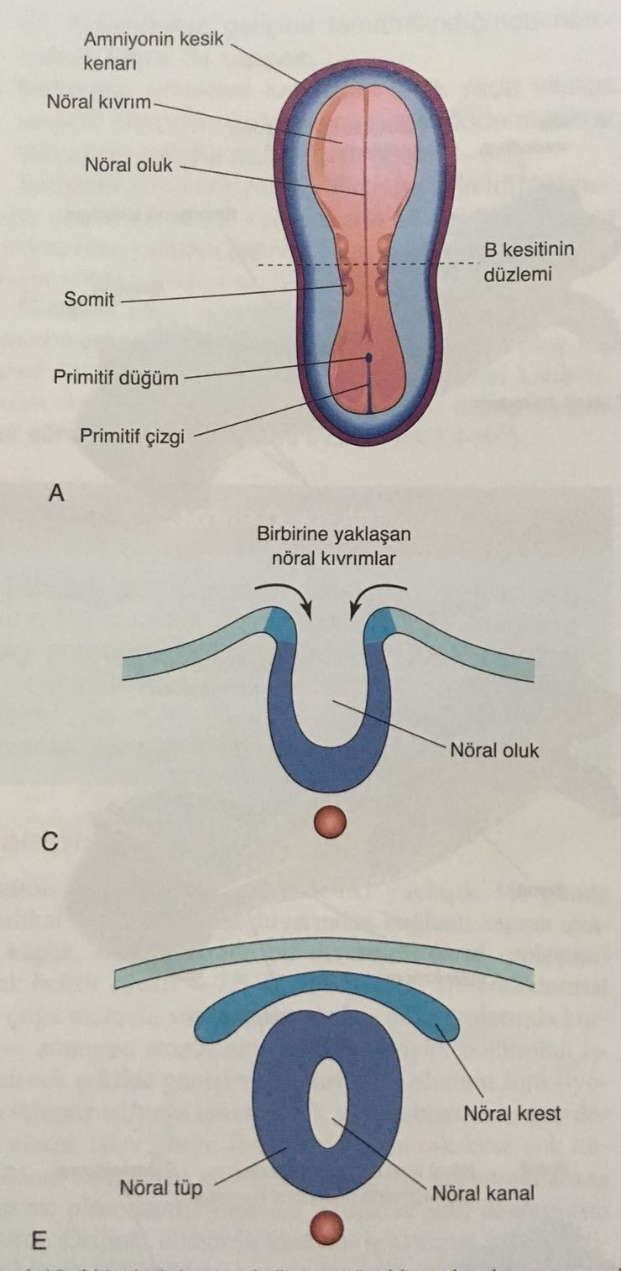 Amniyonin kesik
kenarı
Nöral kıvrım
Nöral oluk
B kesitinin
düzlemi
Somit
Primitif düğüm
Primitif çizgi
A
Birbirine yaklaşan
nöral kıvrımlar
Nöral oluk
C
Nöral krest
Nöral tüp
Nöral kanal
E